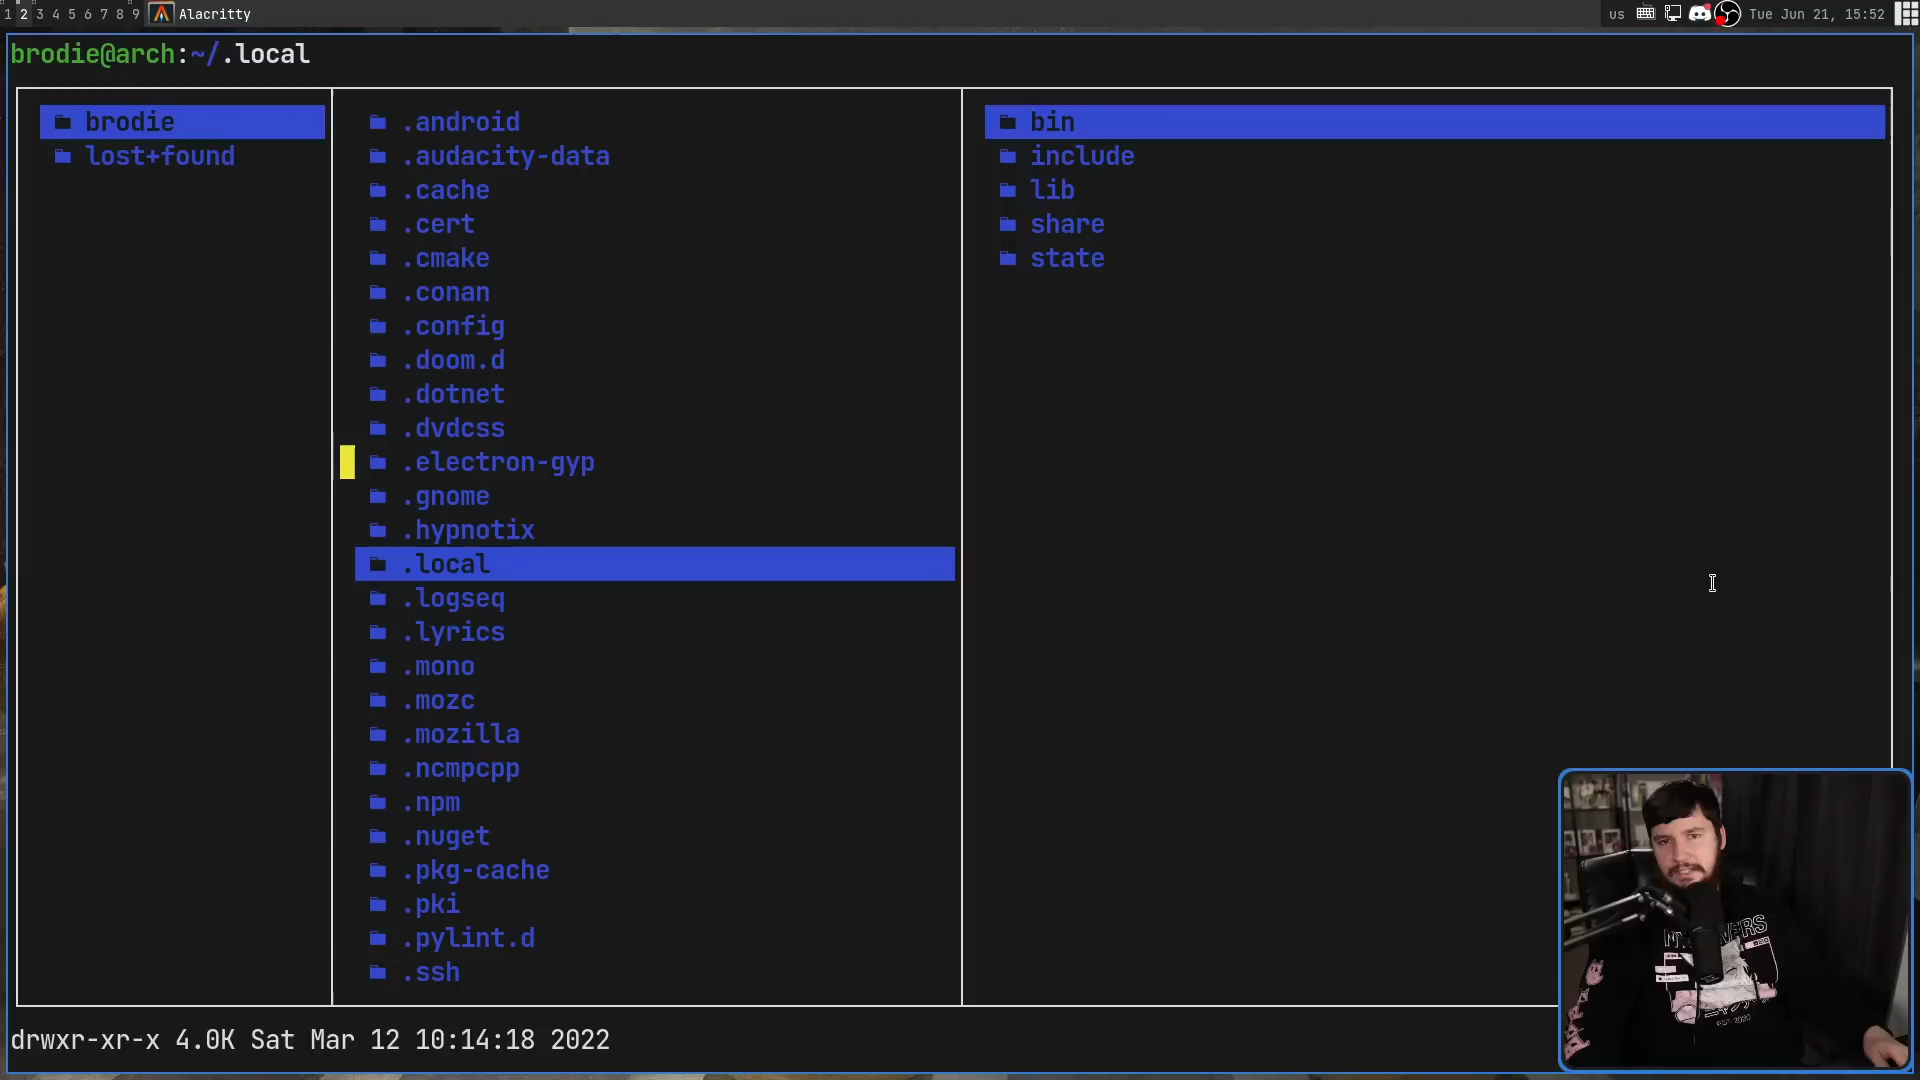 1 2 3 4 5 6 7 8 9 Alacritty us Tue Jun 21, 15:52
brodie@arch:~/.local
brodie
lost+found
.android
.audacity-data
.cache
.cert
.cmake
.conan
.config
.doom.d
.dotnet
.dvdcss
.electron-gyp
.gnome
.hypnotix
.local
.logseq
.lyrics
.mono
.mozc
.mozilla
.ncmpcpp
.npm
.nuget
.pkg-cache
.pki
.pylint.d
.ssh
bin
include
lib
share
state
drwxr-xr-x 4.0K Sat Mar 12 10:14:18 2022